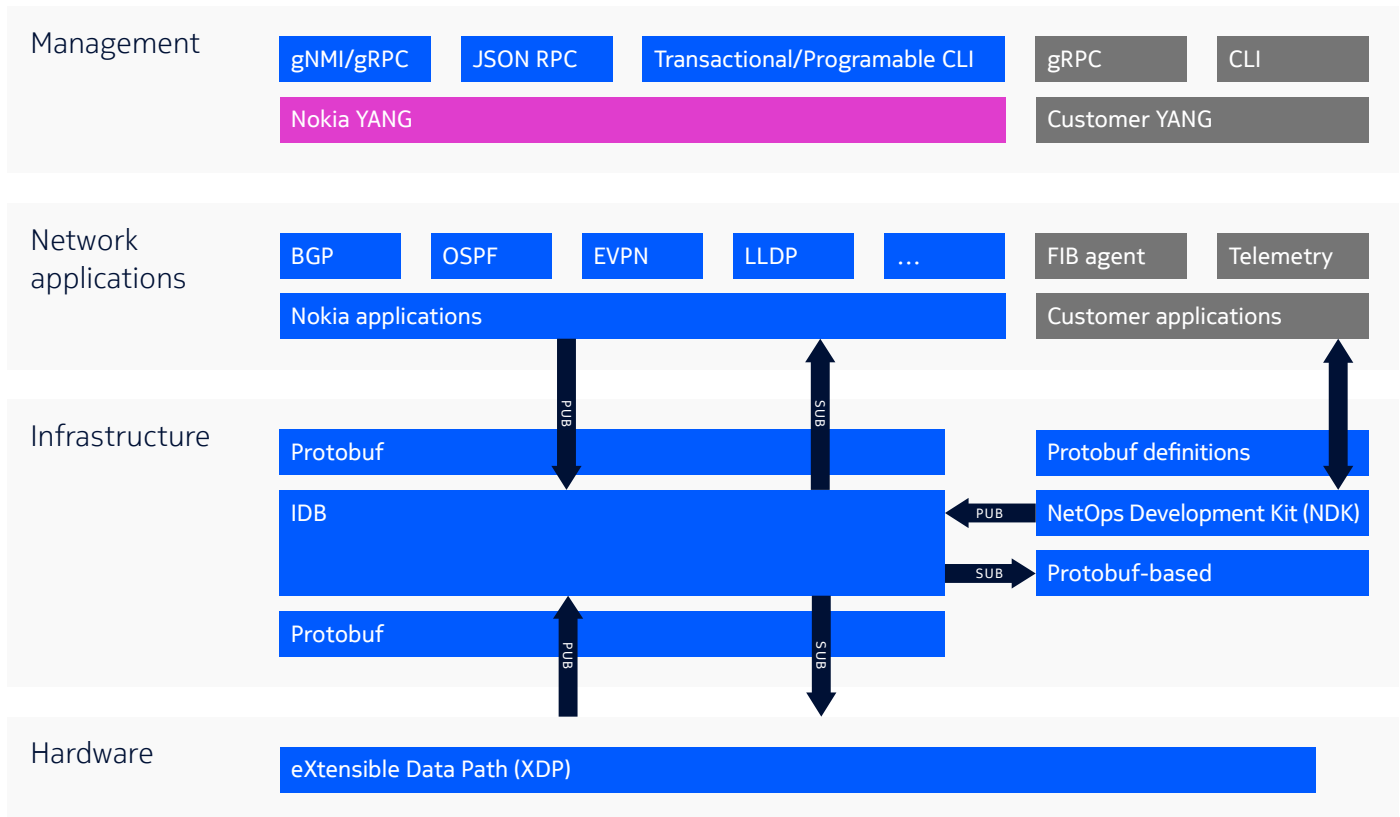 Management
gNMI/gRPC
JSON RPC
Transactional/Programable CLI
gRPC
CLI
Nokia YANG
Customer YANG
Network
applications
BGP
OSPF
EVPN
LLDP
...
FIB agent
Telemetry
Nokia applications
Customer applications
PUB
SUB
Infrastructure
Protobuf
Protobuf definitions
IDB
PUB
NetOps Development Kit (NDK)
SUB
Protobuf-based
Protobuf
PUB
SUB
Hardware
eXtensible Data Path (XDP)